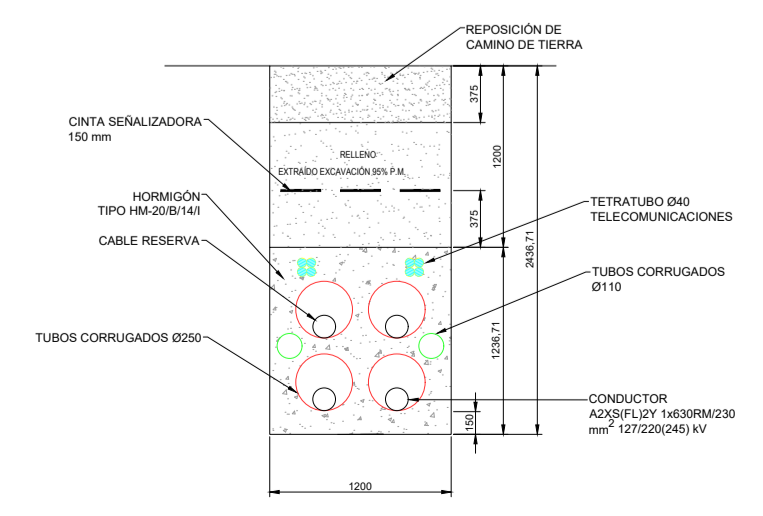 REPOSICIÓN DE
CAMINO DE TIERRA
375
CINTA SEÑALIZADORA
150 mm
1200
RELLENO
EXTRAÍDO EXCAVACIÓN 95% P.M.
HORMIGÓN
TIPO HM-20/B/14/I
375
TETRATUBO Ø40
TELECOMUNICACIONES
CABLE RESERVA
2436,71
TUBOS CORRUGADOS
Ø110
TUBOS CORRUGADOS Ø250
1236,71
CONDUCTOR
A2XS(FL)2Y 1x630RM/230
mm2 127/220(245) kV
150
1200